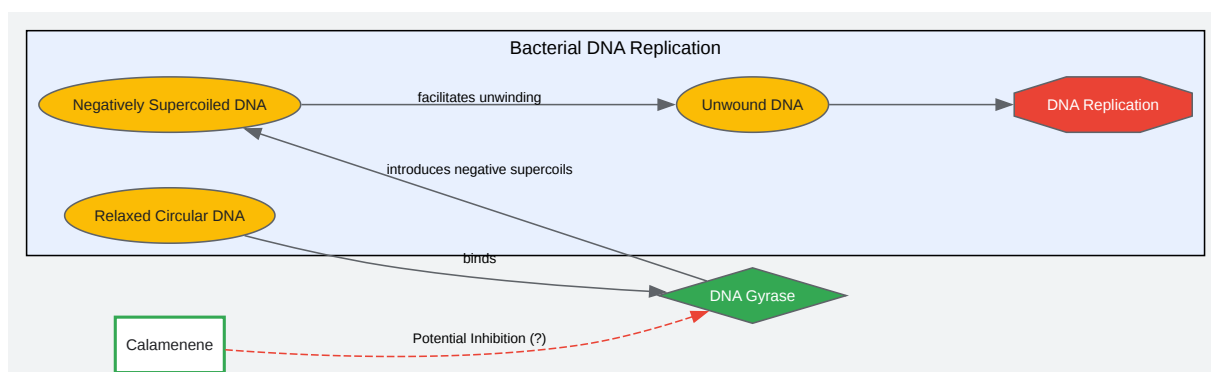 Bacterial DNA Replication
Negatively Supercoiled DNA
facilitates unwinding
Unwound DNA
DNA Replication
introduces negative supercoils
Relaxed Circular DNA
binds
DNA Gyrase
Calamenene
Potential Inhibition (?)